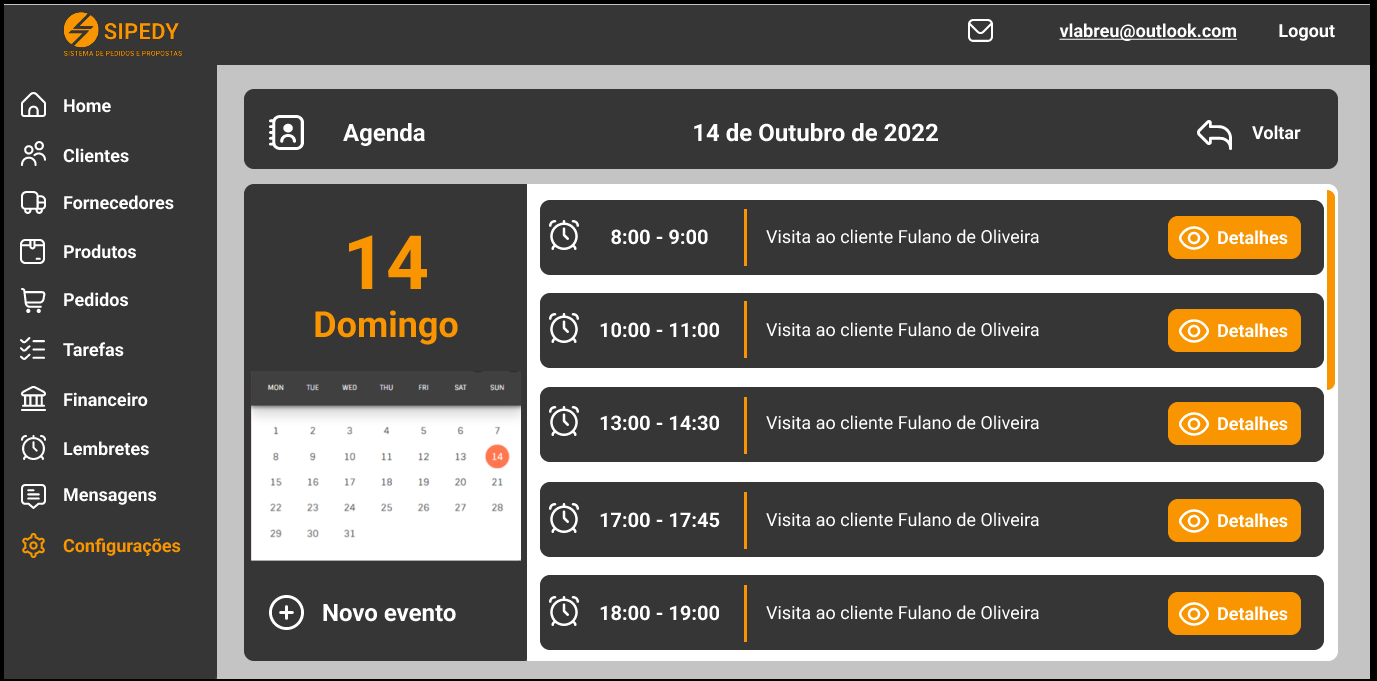 SIPEDY
SISTEMA DE PEDIDOS E PROPOSTAS
vlabreu@outlook.com
Logout
Home
Clientes
Fornecedores
Produtos
Pedidos
Tarefas
Financeiro
Lembretes
Mensagens
Configurações
Agenda
14 de Outubro de 2022
Voltar
14
Domingo
MON TUE WED THU FRI SAT SUN
1 2 3 4 5 6 7
8 9 10 11 12 13 14
15 16 17 18 19 20 21
22 23 24 25 26 27 28
29 30 31
Novo evento
8:00 - 9:00 Visita ao cliente Fulano de Oliveira Detalhes
10:00 - 11:00 Visita ao cliente Fulano de Oliveira Detalhes
13:00 - 14:30 Visita ao cliente Fulano de Oliveira Detalhes
17:00 - 17:45 Visita ao cliente Fulano de Oliveira Detalhes
18:00 - 19:00 Visita ao cliente Fulano de Oliveira Detalhes